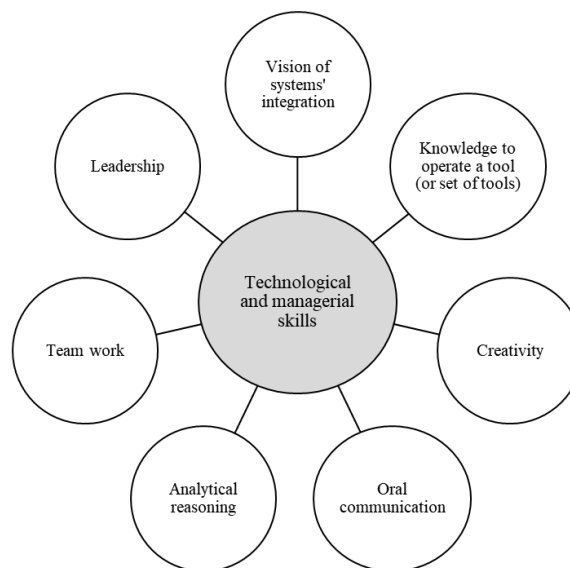 Vision of
systems'
integration
Knowledge to
operate a tool
(or set of tools)
Leadership
Technological
and managerial
skills
Team work
Creativity
Analytical
reasoning
Oral
communication